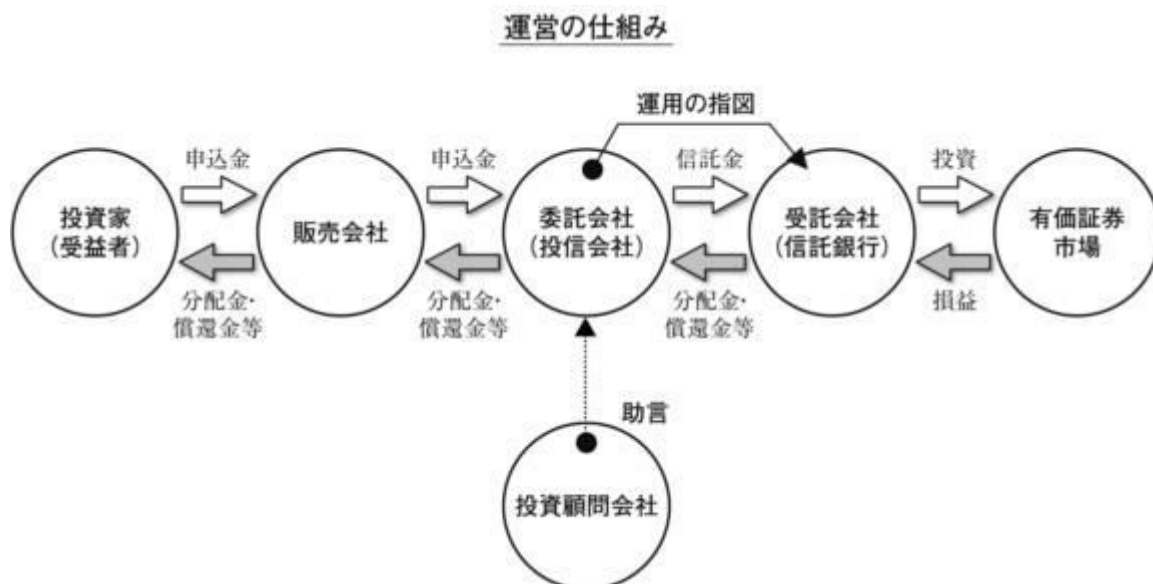 運営の仕組み
運用の指図
申込金
申込金
信託金
投資
投資家
（受益者）
販売会社
委託会社
（投信会社）
受託会社
（信託銀行）
有価証券
市場
分配金・
償還金等
分配金・
償還金等
分配金・
償還金等
損益
助言
投資顧問会社